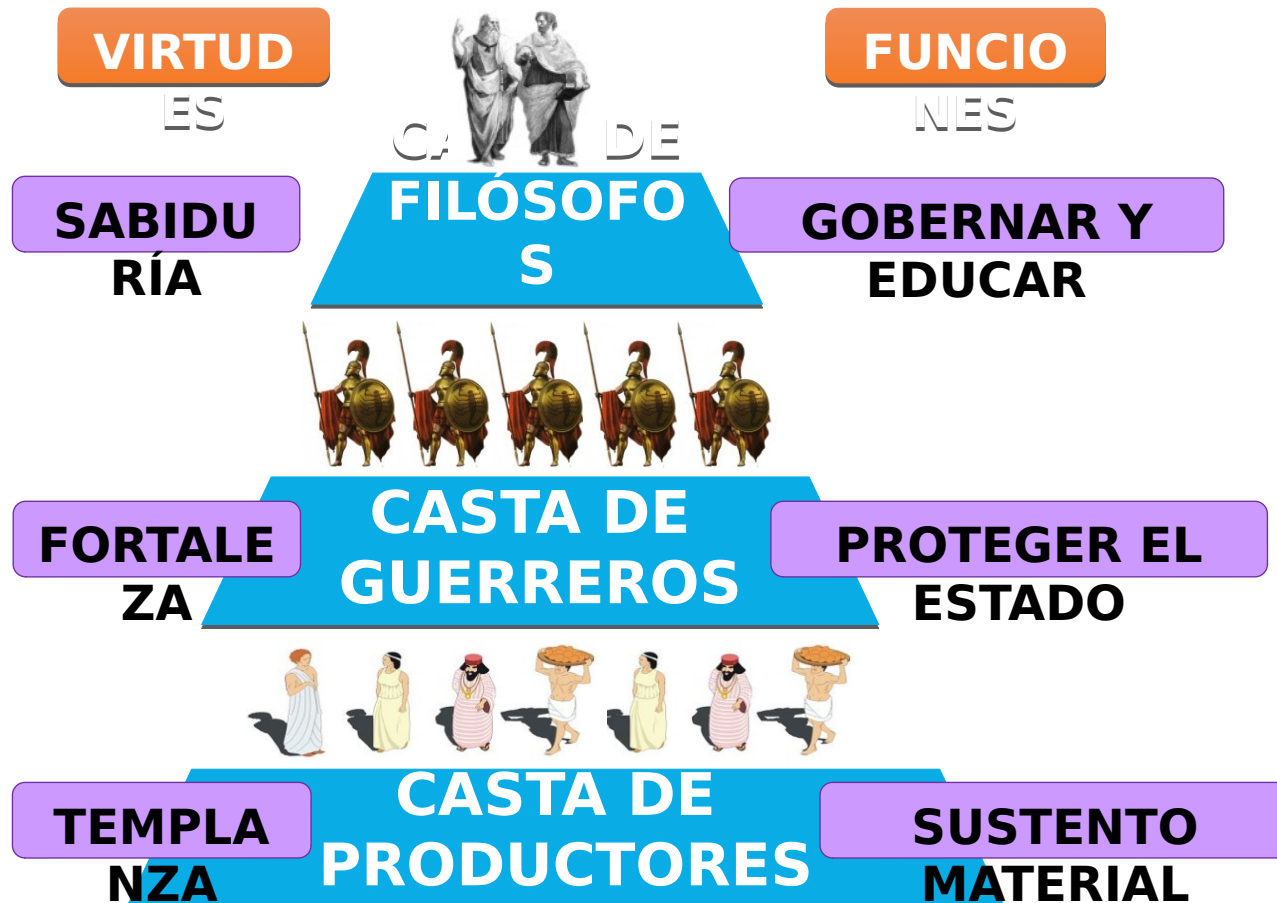 VIRTUD
ES
FUNCIO
NES
DE
FILÓSOFO
S
SABIDU
RÍA
GOBERNAR Y
EDUCAR
CASTA DE
GUERREROS
FORTALE
ZA
PROTEGER EL
ESTADO
CASTA DE
PRODUCTORES
TEMPLA
NZA
SUSTENTO
MATERIAL